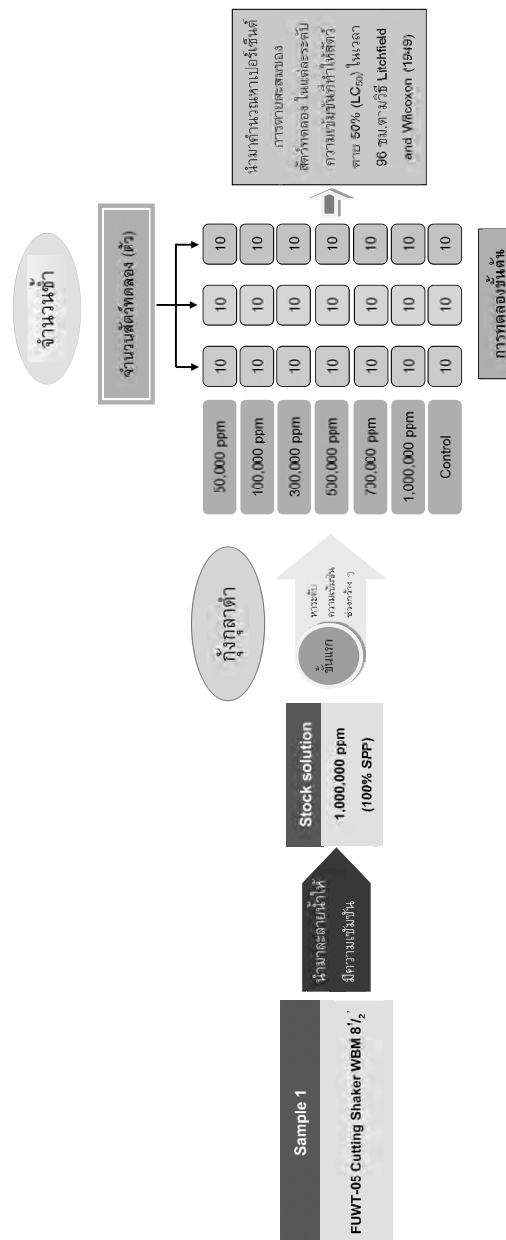 Sample 1
FUWT-05 Cutting Shaker WBM 8 1/2"
นำมาละลายน้ำให้
มีความเข้มข้น
Stock solution
1,000,000 ppm
(100% SPP)
กุ้งกุลาดำ
ขั้นแรก
หาระดับ
ความเข้มข้น
ช่วงกว้าง ๆ
จำนวนซ้ำ
จำนวนสัตว์ทดลอง (ตัว)
50,000 ppm 10 10 10
100,000 ppm 10 10 10
300,000 ppm 10 10 10
500,000 ppm 10 10 10
700,000 ppm 10 10 10
1,000,000 ppm 10 10 10
Control 10 10 10
การทดลองขั้นต้น
นำมาคำนวณหาเปอร์เซ็นต์
การตายสะสมของ
สัตว์ทดลอง ในแต่ละระดับ
ความเข้มข้นที่ทำให้สัตว์
ตาย 50% (LC50) ในเวลา
96 ชม.ตามวิธี Litchfield
and Wilcoxon (1949)